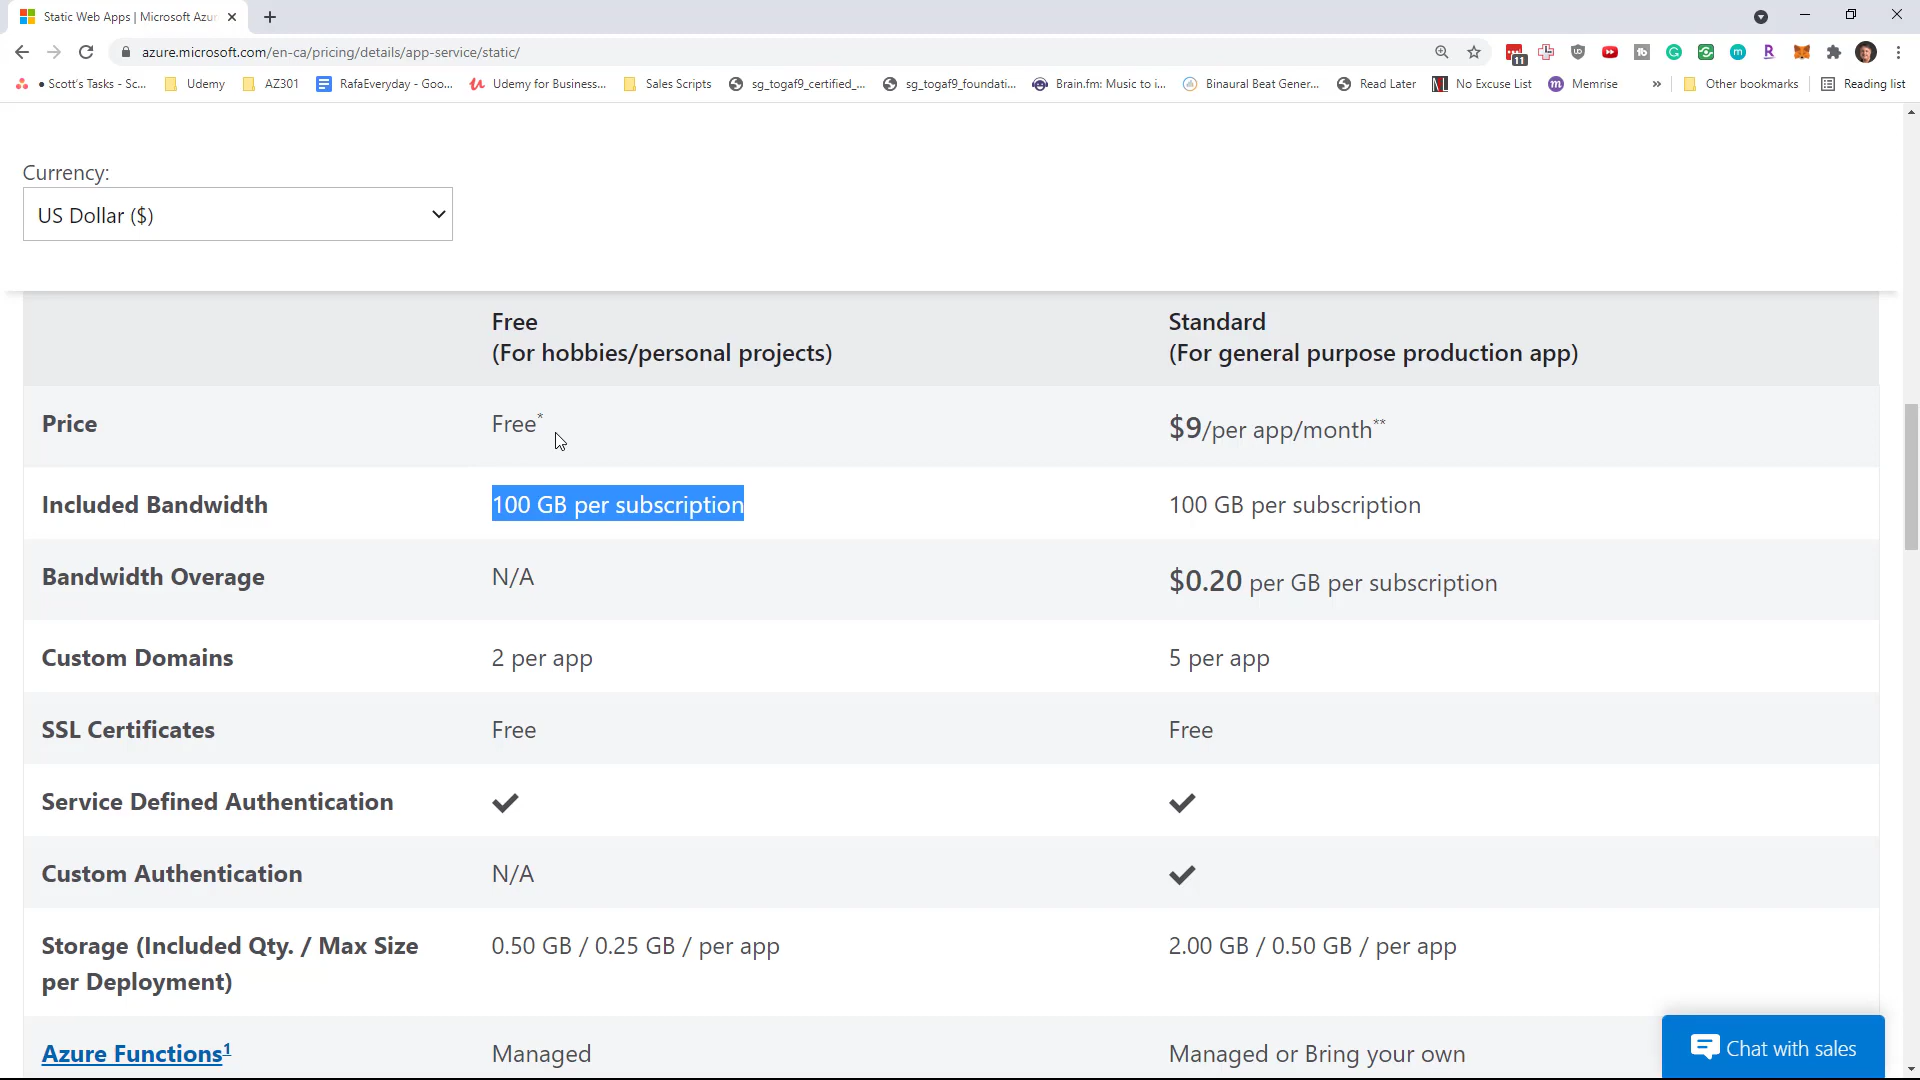 Static Web Apps | Microsoft Azur
azure.microsoft.com/en-ca/pricing/details/app-service/static/
11
• Scott's Tasks - Sc...
Udemy
AZ301
RafaEveryday - Goo...
Udemy for Business...
Sales Scripts
sg_togaf9_certified_...
sg_togaf9_foundati...
Brain.fm: Music to i...
Binaural Beat Gener...
Read Later
No Excuse List
Memrise
»
Other bookmarks
Reading list
Currency:
US Dollar ($)
Free
(For hobbies/personal projects)
Standard
(For general purpose production app)
Price
Free*
$9/per app/month**
Included Bandwidth
100 GB per subscription
100 GB per subscription
Bandwidth Overage
N/A
$0.20 per GB per subscription
Custom Domains
2 per app
5 per app
SSL Certificates
Free
Free
Service Defined Authentication
Custom Authentication
N/A
Storage (Included Qty. / Max Size
per Deployment)
0.50 GB / 0.25 GB / per app
2.00 GB / 0.50 GB / per app
Azure Functions1
Managed
Managed or Bring your own
Chat with sales